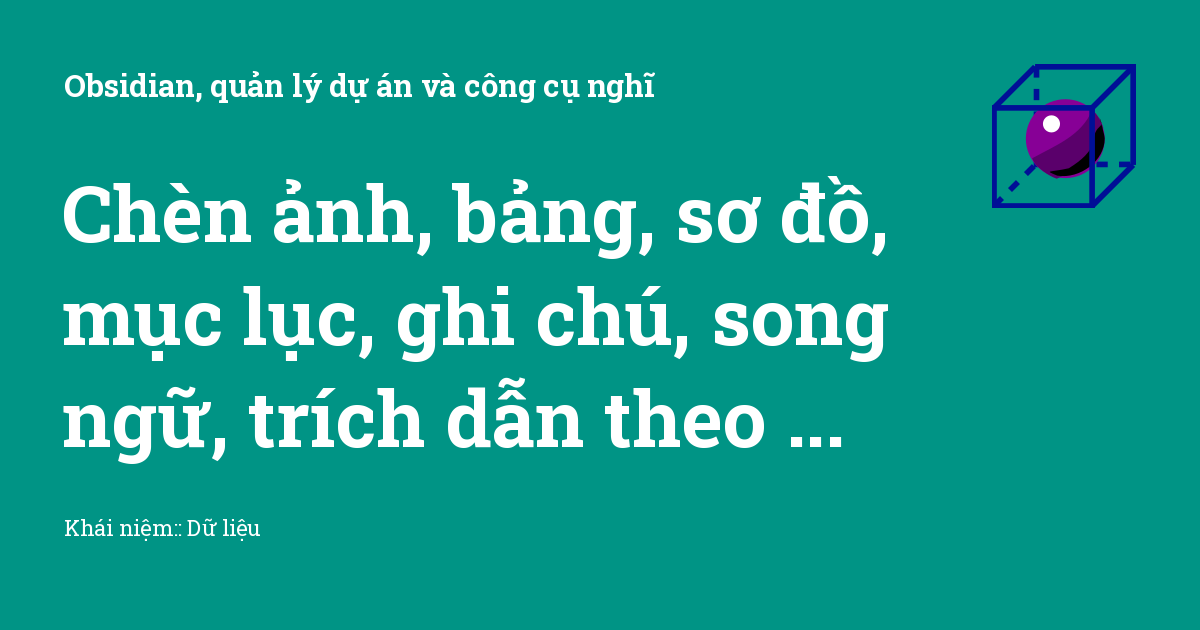 Obsidian, quản lý dự án và công cụ nghĩ
Chèn ảnh, bảng, sơ đồ,
mục lục, ghi chú, song
ngữ, trích dẫn theo ...
Khái niệm:: Dữ liệu